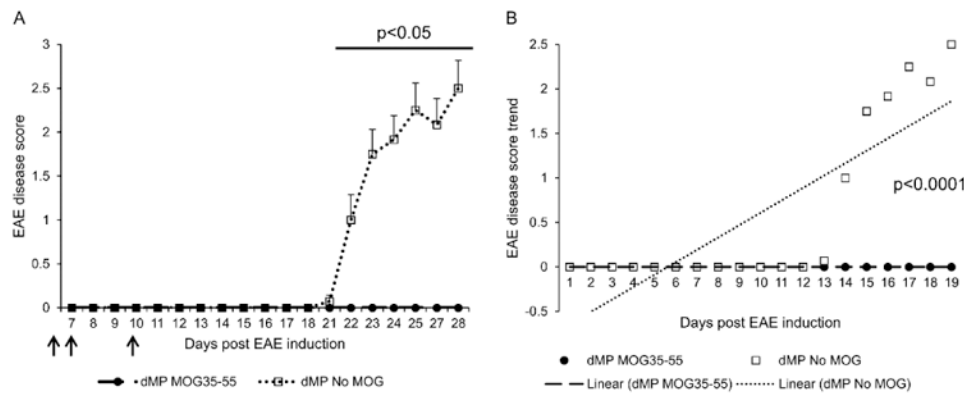 A
p<0.05
3
2.5
2
1.5
1
0.5
0
EAE disease score
7 8 9 10 11 12 13 14 15 16 17 18 21 22 23 24 25 27 28
Days post EAE induction
dMP MOG35-55 dMP No MOG
B
2.5
2
1.5
1
0.5
0
-0.5
EAE disease score trend
p<0.0001
1 2 3 4 5 6 7 8 9 10 11 12 13 14 15 16 17 18 19
Days post EAE induction
dMP MOG35-55 dMP No MOG
Linear (dMP MOG35-55) Linear (dMP No MOG)